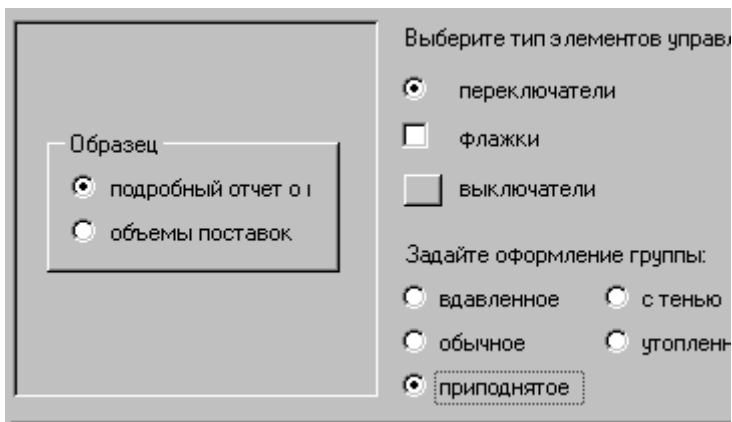 Образец
подробный отчет о
объемы поставок
Выберите тип элементов
переключатели
флажки
выключатели
Задайте оформление группы:
вдавленное
с тенью
обычное
приподнятое